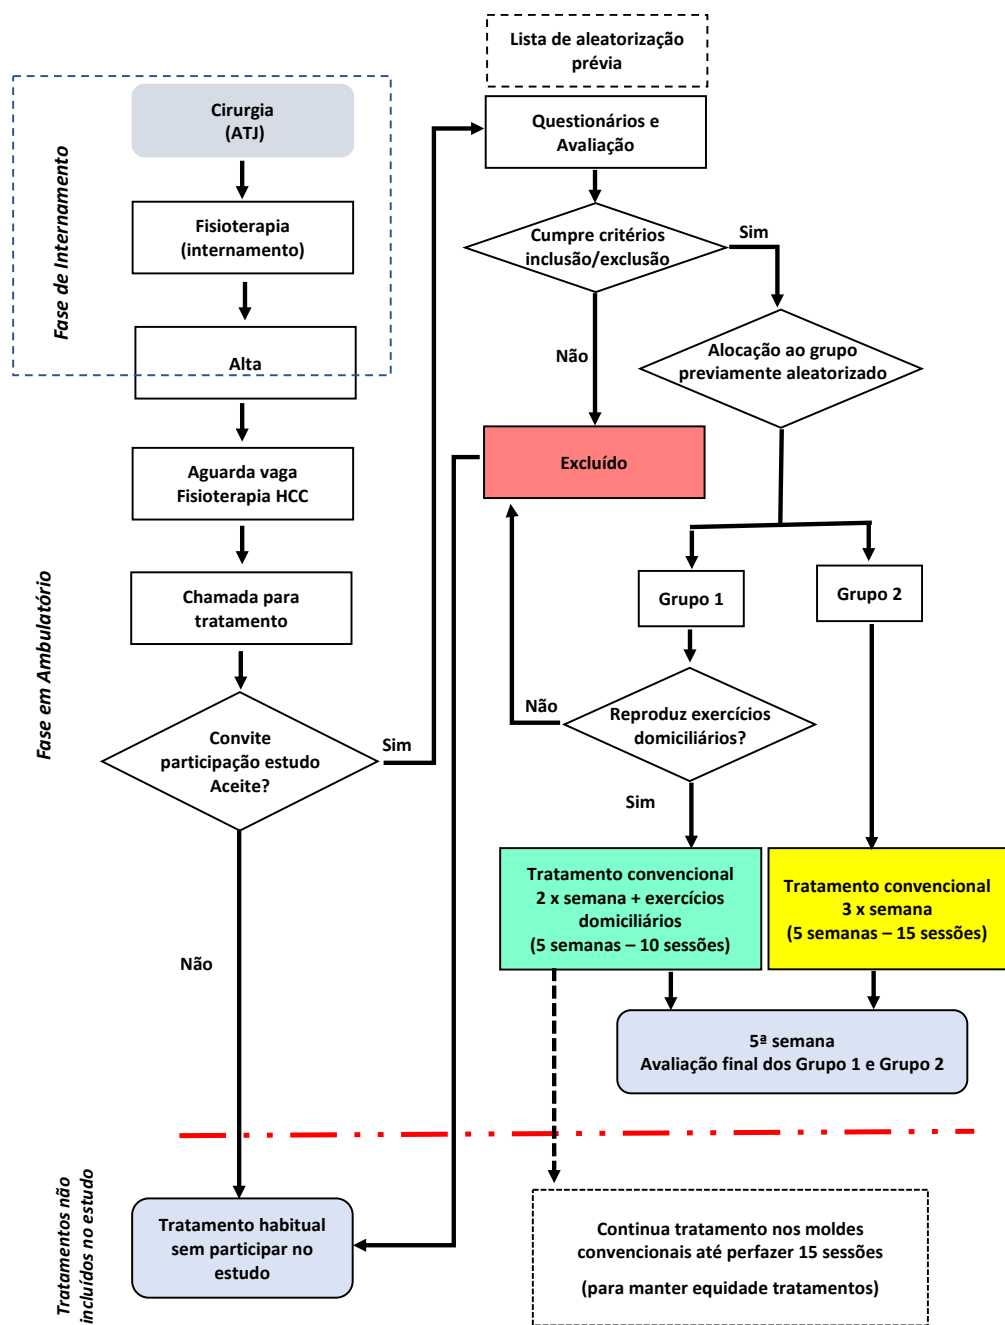 Lista de aleatorização
prévia
Cirurgia
(ATJ)
Questionários e
Avaliação
Fase de Internamento
Fisioterapia
(internamento)
Cumpre critérios
inclusão/exclusão
Sim
Não
Alta
Alocação ao grupo
previamente aleatorizado
Aguarda vaga
Fisioterapia HCC
Excluído
Fase em Ambulatório
Chamada para
tratamento
Grupo 1
Grupo 2
Convite
participação estudo
Aceite?
Sim
Não
Reproduz exercícios
domiciliários?
Não
Sim
Tratamento convencional
2 x semana + exercícios
domiciliários
(5 semanas – 10 sessões)
Tratamento convencional
3 x semana
(5 semanas – 15 sessões)
5ª semana
Avaliação final dos Grupo 1 e Grupo 2
Tratamentos não
incluídos no estudo
Tratamento habitual
sem participar no
estudo
Continua tratamento nos moldes
convencionais até perfazer 15 sessões
(para manter equidade tratamentos)